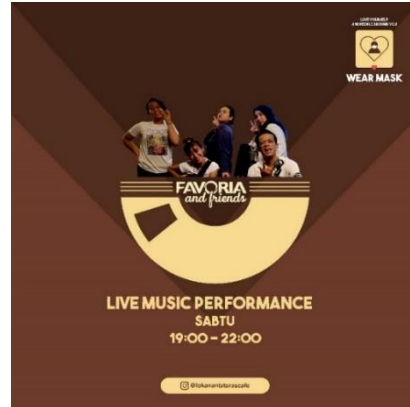 WEAR MASK
FAVORIA
and friends
LIVE MUSIC PERFORMANCE
SABTU
19:00 - 22:00